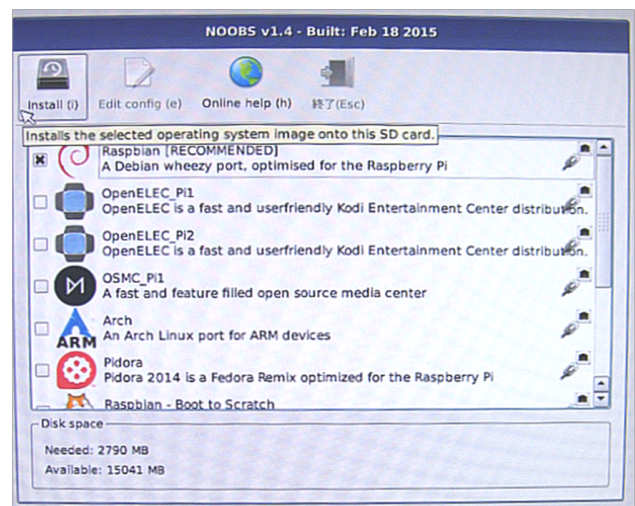 NOOBS v1.4 - Built: Feb 18 2015
Install (i)
Edit config (e)
Online help (h)
終了(Esc)
Installs the selected operating system image onto this SD card.
Raspbian [RECOMMENDED]
A Debian wheezy port, optimised for the Raspberry Pi
OpenELEC_Pi1
OpenELEC is a fast and userfriendly Kodi Entertainment Center distribution.
OpenELEC_Pi2
OpenELEC is a fast and userfriendly Kodi Entertainment Center distribution.
OSMC_Pi1
A fast and feature filled open source media center
Arch
An Arch Linux port for ARM devices
ARM
Pidora
Pidora 2014 is a Fedora Remix optimized for the Raspberry Pi
Raspbian - Boot to Scratch
Disk space
Needed: 2790 MB
Available: 15041 MB